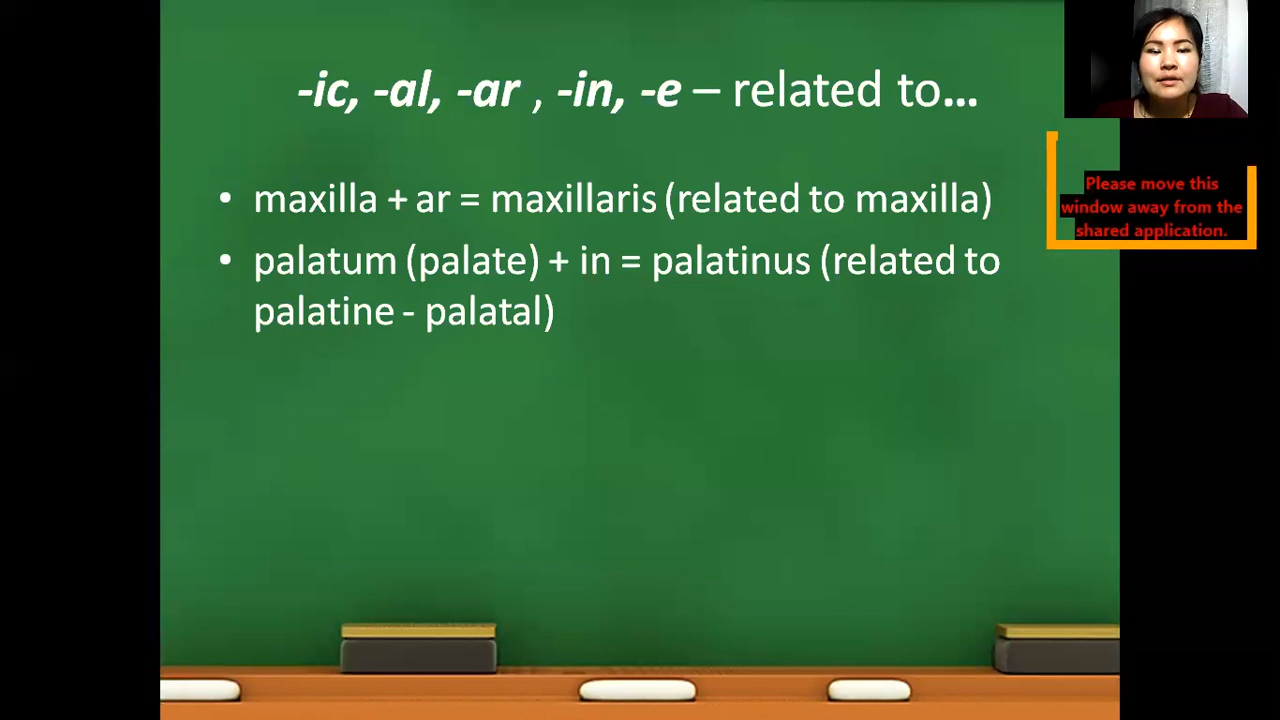 -ic, -al, -ar , -in, -e – related to…
• maxilla + ar = maxillaris (related to maxilla)
• palatum (palate) + in = palatinus (related to
palatine - palatal)
Please move this
window away from the
shared application.